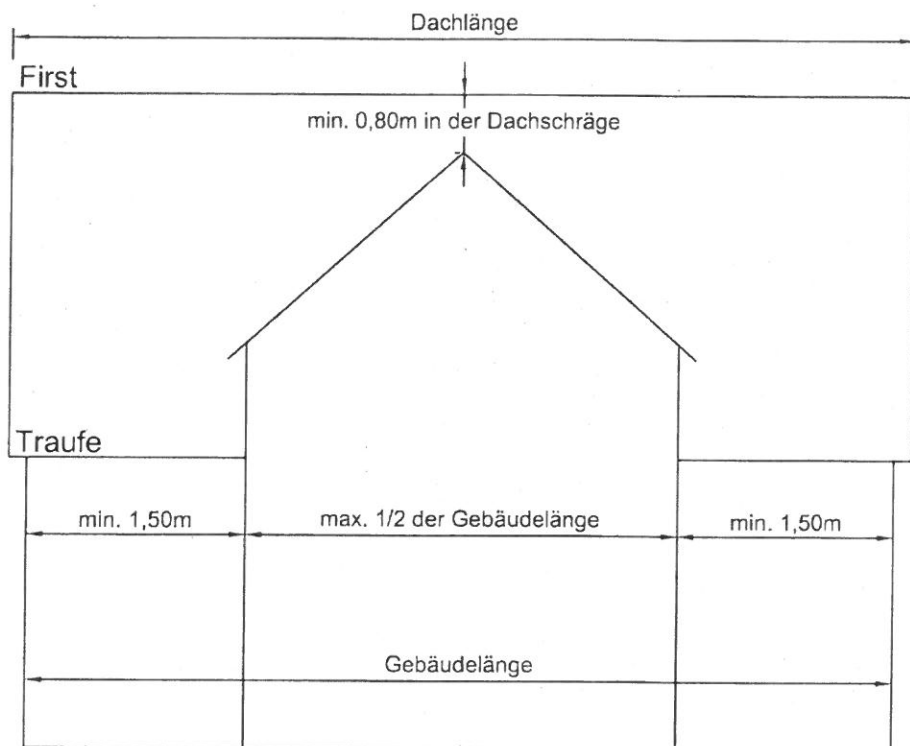 Dachlänge
First
min. 0,80m in der Dachschräge
Traufe
min. 1,50m
max. 1/2 der Gebäudelänge
min. 1,50m
Gebäudelänge